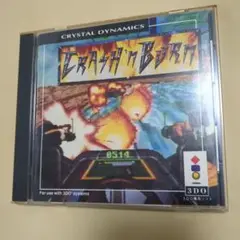 CRYSTAL DYNAMICS
CRASH 'N BURN
0514
For use with 3DO systems
3DO